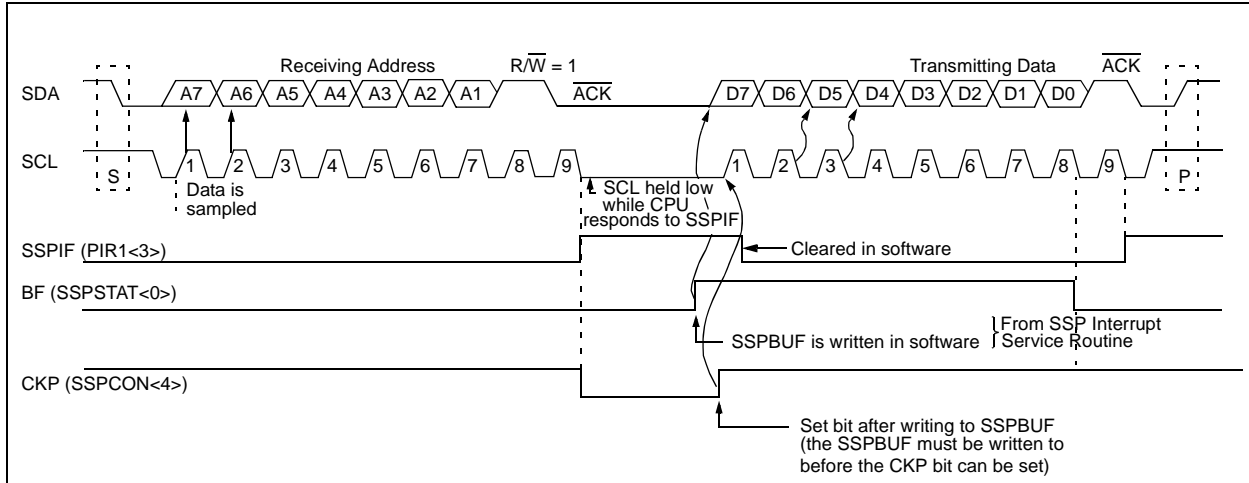 Receiving Address R/W = 1 Transmitting Data ACK
SDA A7 A6 A5 A4 A3 A2 A1 ACK D7 D6 D5 D4 D3 D2 D1 D0
SCL 1 2 3 4 5 6 7 8 9 1 2 3 4 5 6 7 8 9
S
P
Data is
sampled
SCL held low
while CPU
responds to SSPIF
SSPIF (PIR1<3>)
Cleared in software
BF (SSPSTAT<0>)
SSPBUF is written in software
From SSP Interrupt
Service Routine
CKP (SSPCON<4>)
Set bit after writing to SSPBUF
(the SSPBUF must be written to
before the CKP bit can be set)